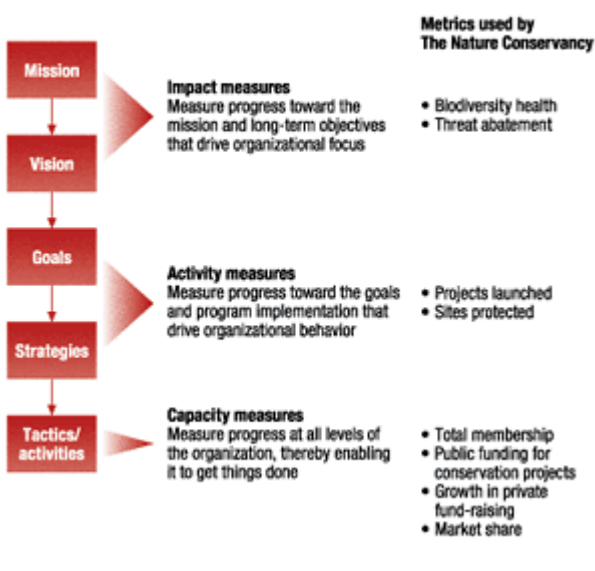 Metrics used by
The Nature Conservancy
Mission
Vision
Impact measures
Measure progress toward the
mission and long-term objectives
that drive organizational focus
• Biodiversity health
• Threat abatement
Goals
Strategies
Activity measures
Measure progress toward the goals
and program implementation that
drive organizational behavior
• Projects launched
• Sites protected
Tactics/
activities
Capacity measures
Measure progress at all levels of
the organization, thereby enabling
it to get things done
• Total membership
• Public funding for
conservation projects
• Growth in private
fund-raising
• Market share